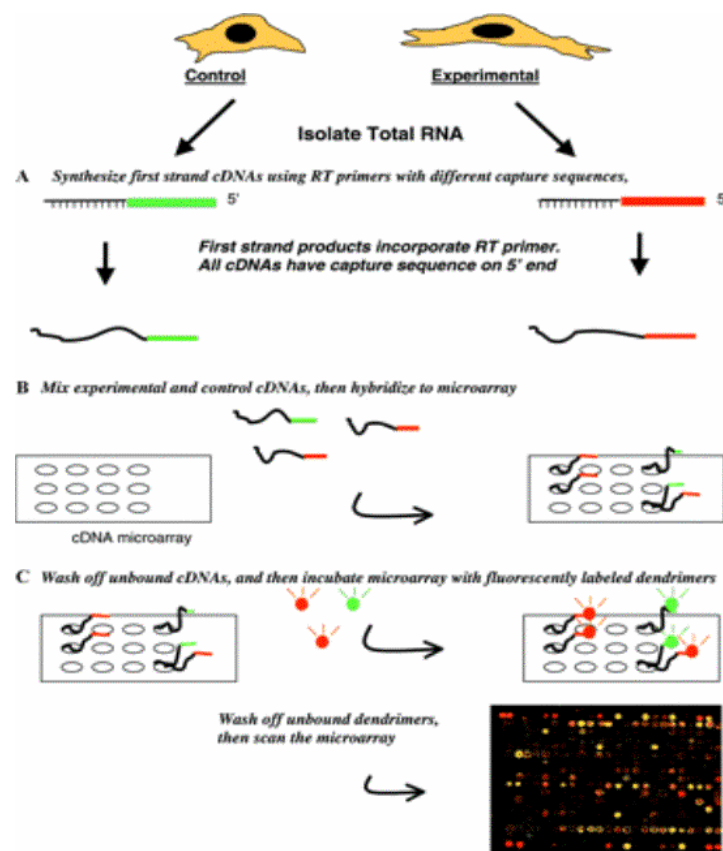 Control
Experimental
Isolate Total RNA
A Synthesize first strand cDNAs using RT primers with different capture sequences,
5'
5'
First strand products incorporate RT primer.
All cDNAs have capture sequence on 5' end
B Mix experimental and control cDNAs, then hybridize to microarray
cDNA microarray
C Wash off unbound cDNAs, and then incubate microarray with fluorescently labeled dendrimers
Wash off unbound dendrimers,
then scan the microarray